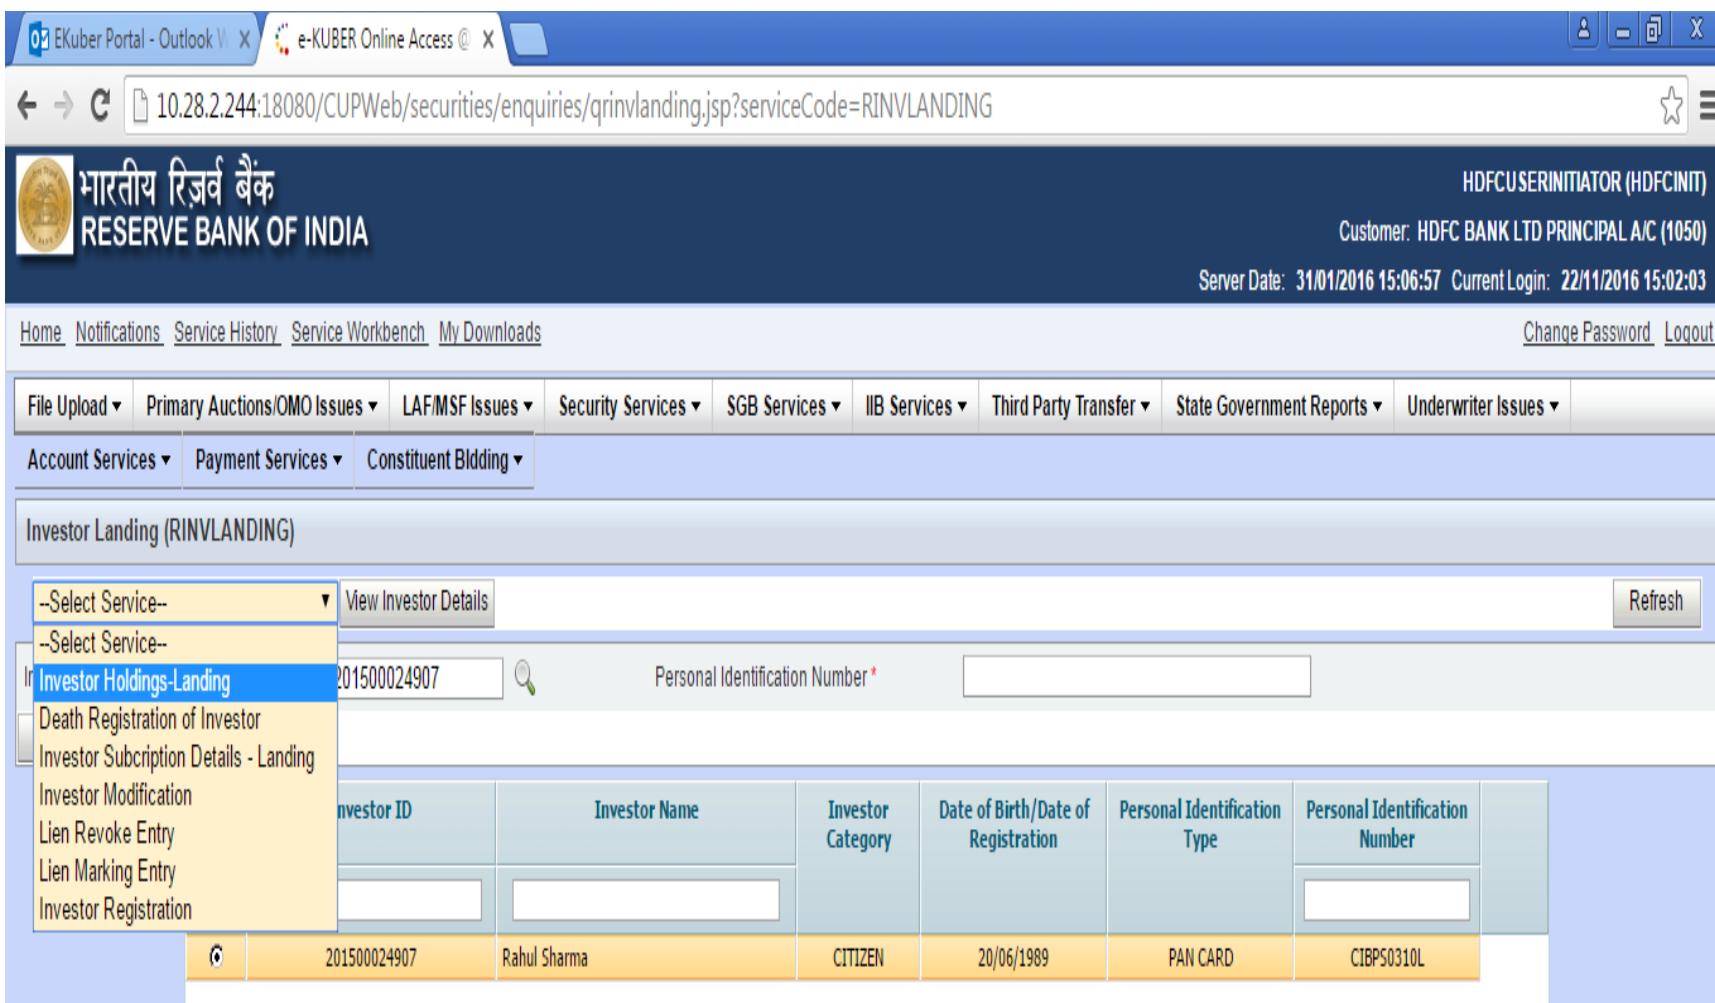 EKuber Portal - Outlook W
e-KUBER Online Access @
10.28.2.244:18080/CUPWeb/securities/enquiries/qrinvlanding.jsp?serviceCode=RINVLANDING
भारतीय रिज़र्व बैंक
RESERVE BANK OF INDIA
HDFCUSERINITIATOR (HDFCINIT)
Customer: HDFC BANK LTD PRINCIPAL A/C (1050)
Server Date: 31/01/2016 15:06:57 Current Login: 22/11/2016 15:02:03
Home Notifications Service History Service Workbench My Downloads Change Password Logout
File Upload Primary Auctions/OMO Issues LAF/MSF Issues Security Services SGB Services IIB Services Third Party Transfer State Government Reports Underwriter Issues
Account Services Payment Services Constituent BIdding
Investor Landing (RINVLANDING)
--Select Service-- View Investor Details Refresh
--Select Service--
Investor Holdings-Landing 201500024907 Personal Identification Number *
Death Registration of Investor
Investor Subcription Details - Landing
Investor Modification
Lien Revoke Entry
Lien Marking Entry
Investor Registration
nvestor ID Investor Name Investor Category Date of Birth/Date of Registration Personal Identification Type Personal Identification Number
201500024907 Rahul Sharma CITIZEN 20/06/1989 PAN CARD CIBPS0310L